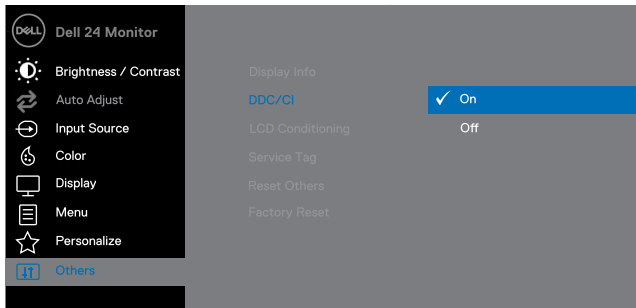 DELL
Dell 24 Monitor
Brightness / Contrast
Auto Adjust
Input Source
Color
Display
Menu
Personalize
Others
Display Info
DDC/CI
LCD Conditioning
Service Tag
Reset Others
Factory Reset
On
Off